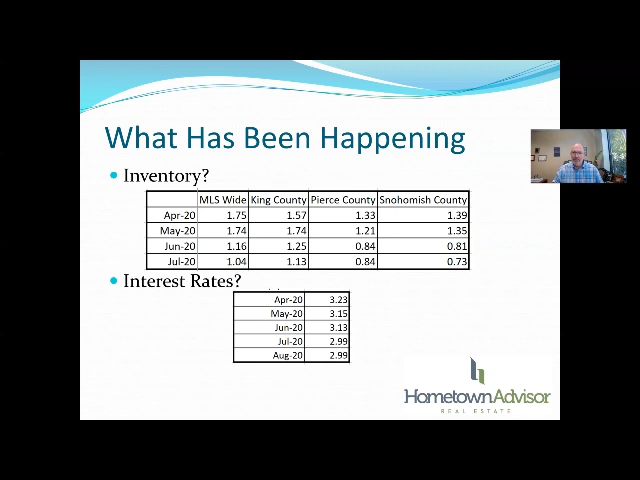 What Has Been Happening
Inventory?
MLS Wide King County Pierce County Snohomish County
Apr-20 1.75 1.57 1.33 1.39
May-20 1.74 1.74 1.21 1.35
Jun-20 1.16 1.25 0.84 0.81
Jul-20 1.04 1.13 0.84 0.73
Interest Rates?
Apr-20 3.23
May-20 3.15
Jun-20 3.13
Jul-20 2.99
Aug-20 2.99
HometownAdvisor
REAL ESTATE